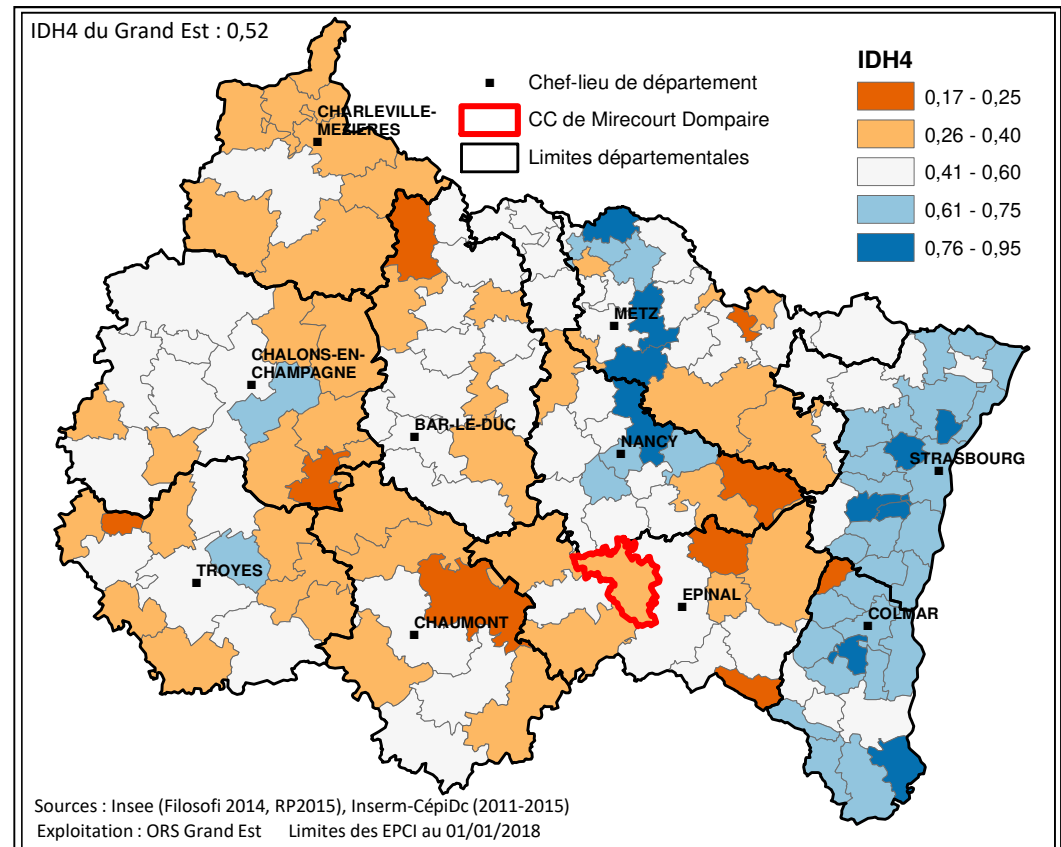 IDH4 du Grand Est : 0,52
Chef-lieu de département
CC de Mirecourt Dompaire
Limites départementales
IDH4
0,17 - 0,25
0,26 - 0,40
0,41 - 0,60
0,61 - 0,75
0,76 - 0,95
CHARLEVILLE-
MEZIERES
METZ
CHALONS-EN-
CHAMPAGNE
BAR-LE-DUC
NANCY
STRASBOURG
TROYES
CHAUMONT
EPINAL
COLMAR
Sources : Insee (Filosofi 2014, RP2015), Inserm-CépiDc (2011-2015)
Exploitation : ORS Grand Est Limites des EPCI au 01/01/2018